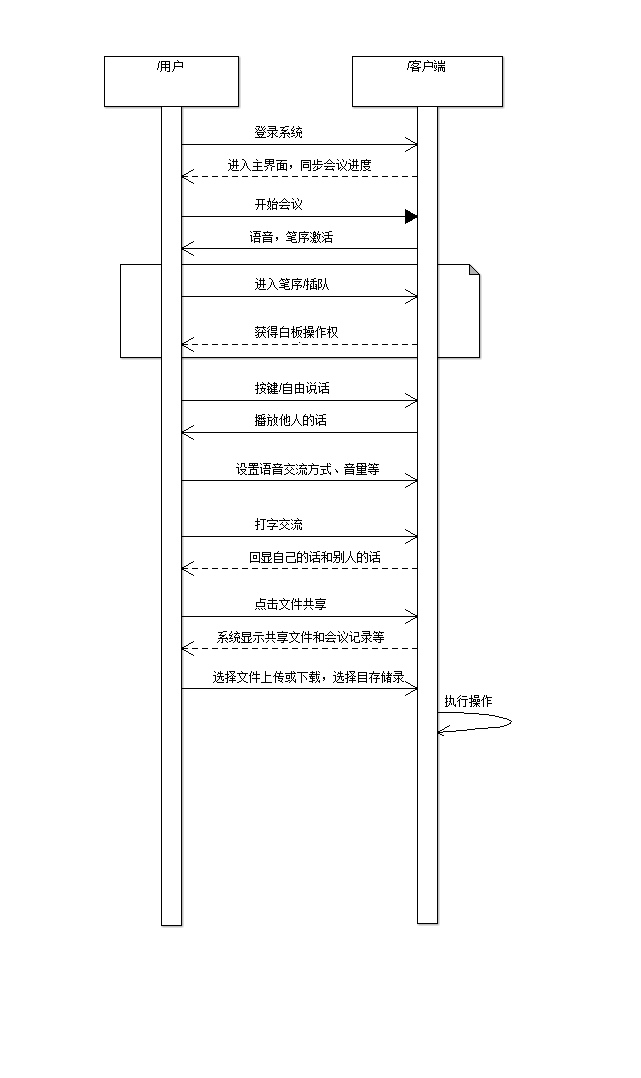 /用户
/客户端
登录系统
进入主界面，同步会议进度
开始会议
语音，笔序激活
进入笔序/插队
获得白板操作权
按键/自由说话
播放他人的话
设置语音交流方式、音量等
打字交流
回显自己的话和别人的话
点击文件共享
系统显示共享文件和会议记录等
选择文件上传或下载，选择目存储录
执行操作